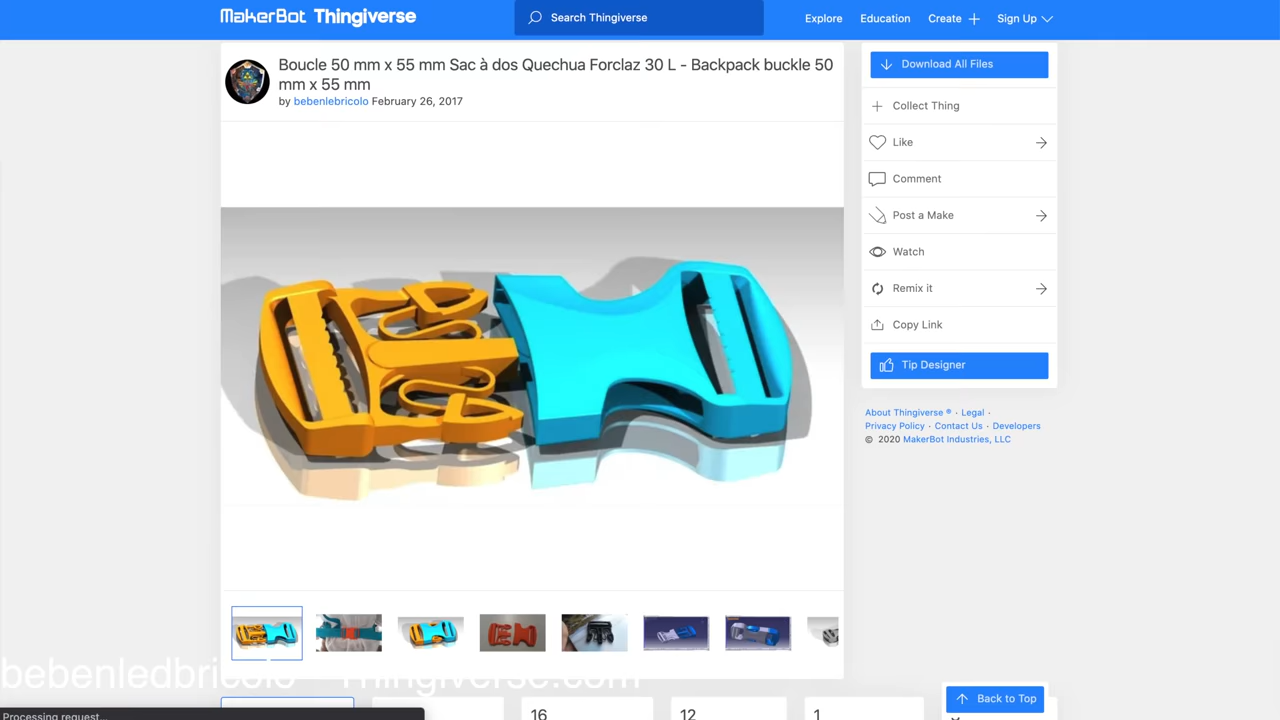 MakerBot Thingiverse
Search Thingiverse
Explore
Education
Create
Sign Up
Boucle 50 mm x 55 mm Sac à dos Quechua Forclaz 30 L - Backpack buckle 50
mm x 55 mm
by bebenlebricolo February 26, 2017
Download All Files
Collect Thing
Like
Comment
Post a Make
Watch
Remix it
Copy Link
Tip Designer
About Thingiverse ® · Legal ·
Privacy Policy · Contact Us · Developers
© 2020 MakerBot Industries, LLC
bebenledbricolo - Thingiverse.com
Back to Top
Processing request...
16
12
1